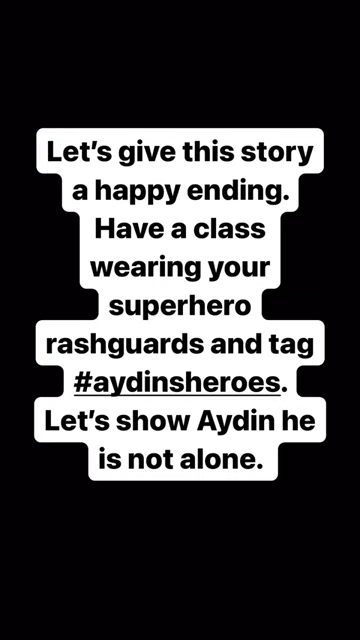 Let’s give this story
a happy ending.
Have a class
wearing your
superhero
rashguards and tag
#aydinsheroes.
Let’s show Aydin he
is not alone.